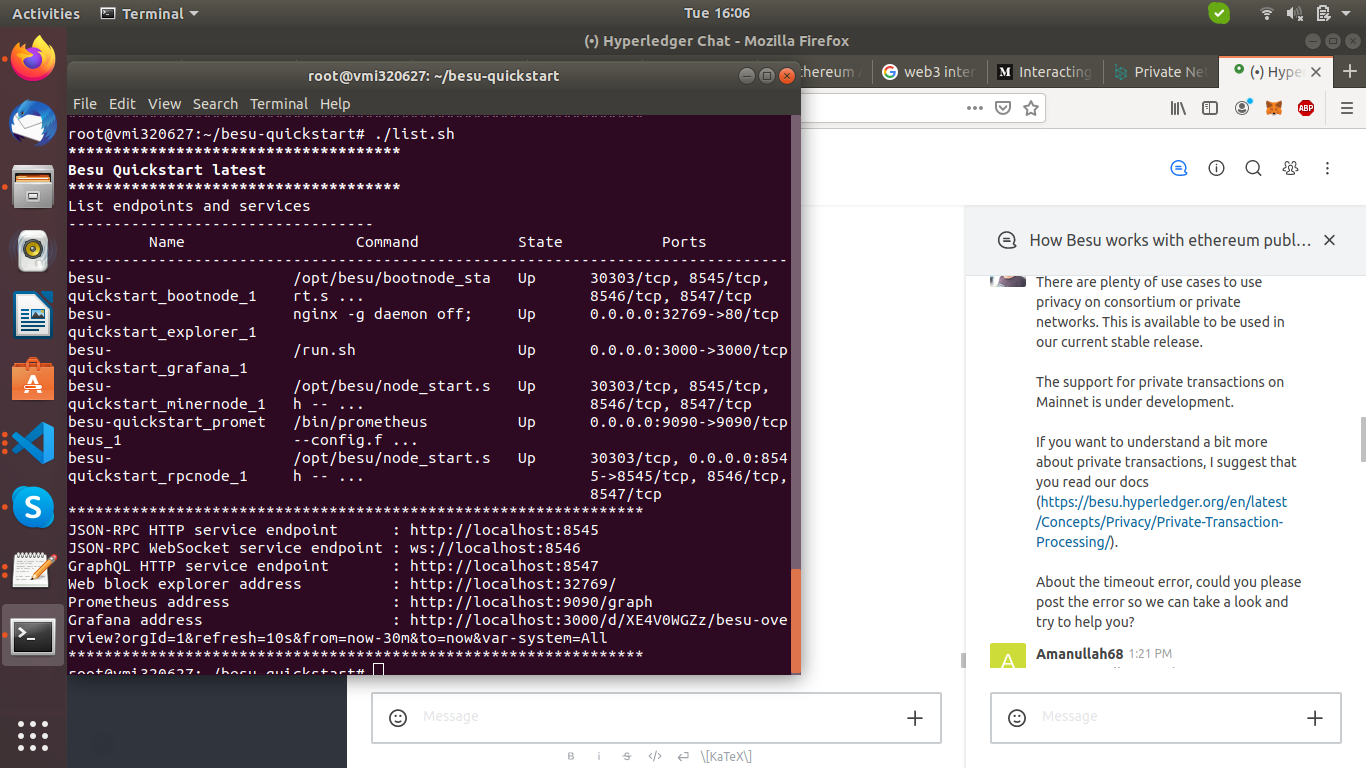 Activities Terminal Tue 16:06
(•) Hyperledger Chat - Mozilla Firefox
root@vmi320627: ~/besu-quickstart
web3 inter
M Interacting
Private Net
(•) Hype
File Edit View Search Terminal Help
ABP
root@vmi320627:~/besu-quickstart# ./list.sh
*************************************
Besu Quickstart latest
*************************************
List endpoints and services
----------------------------------
Name Command State Ports
--------------------------------------------------------------------------------
besu- /opt/besu/bootnode_sta Up 30303/tcp, 8545/tcp,
quickstart_bootnode_1 rt.s ... 8546/tcp, 8547/tcp
besu- nginx -g daemon off; Up 0.0.0.0:32769->80/tcp
quickstart_explorer_1
besu- /run.sh Up 0.0.0.0:3000->3000/tcp
quickstart_grafana_1
besu- /opt/besu/node_start.s Up 30303/tcp, 8545/tcp,
quickstart_minernode_1 h -- ... 8546/tcp, 8547/tcp
besu-quickstart_promet /bin/prometheus Up 0.0.0.0:9090->9090/tcp
heus_1 --config.f ...
besu- /opt/besu/node_start.s Up 30303/tcp, 0.0.0.0:854
quickstart_rpcnode_1 h -- ... 5->8545/tcp, 8546/tcp,
8547/tcp
****************************************************************
JSON-RPC HTTP service endpoint : http://localhost:8545
JSON-RPC WebSocket service endpoint : ws://localhost:8546
GraphQL HTTP service endpoint : http://localhost:8547
Web block explorer address : http://localhost:32769/
Prometheus address : http://localhost:9090/graph
Grafana address : http://localhost:3000/d/XE4V0WGZz/besu-ove
rview?orgId=1&refresh=10s&from=now-30m&to=now&var-system=All
****************************************************************
root@vmi320627:~/besu-quickstart#
How Besu works with ethereum publ...
There are plenty of use cases to use
privacy on consortium or private
networks. This is available to be used in
our current stable release.
The support for private transactions on
Mainnet is under development.
If you want to understand a bit more
about private transactions, I suggest that
you read our docs
(https://besu.hyperledger.org/en/latest
/Concepts/Privacy/Private-Transaction-
Processing/).
About the timeout error, could you please
post the error so we can take a look and
try to help you?
A Amanullah68 1:21 PM
Message
Message
B i S </> \[KaTeX\]